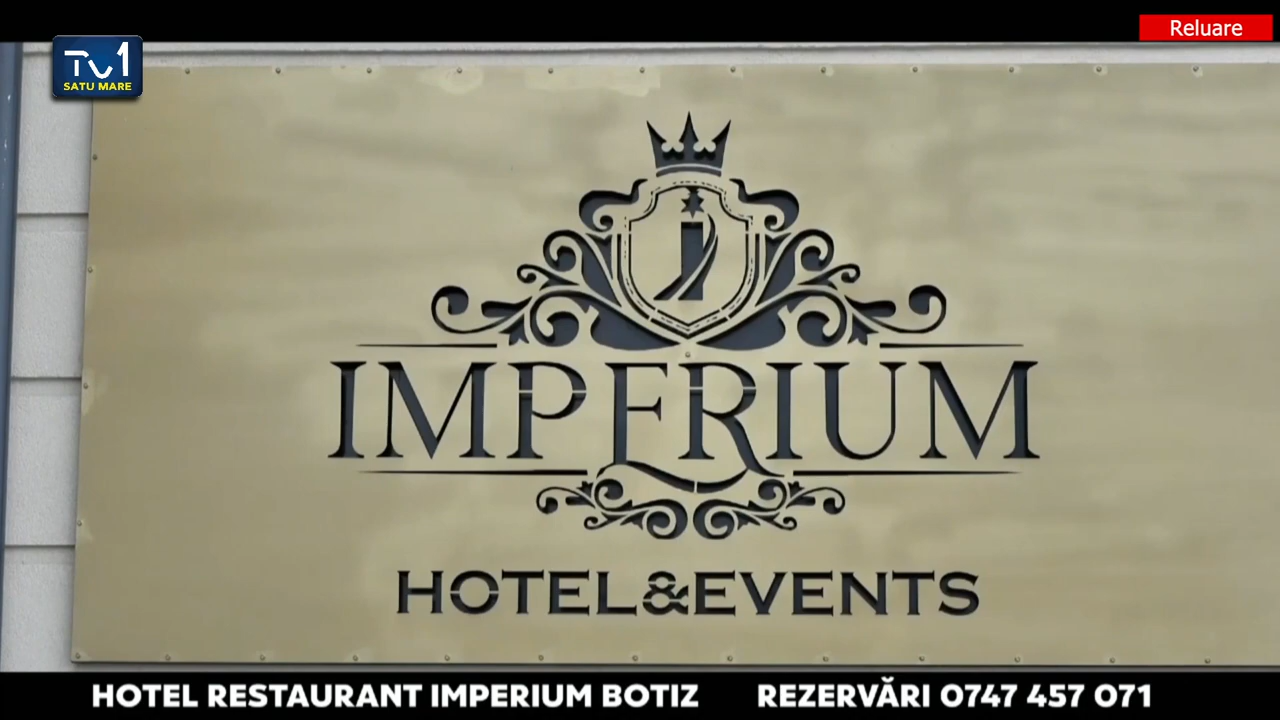 Reluare
TV1
SATU MARE
IMPERIUM
HOTEL&EVENTS
HOTEL RESTAURANT IMPERIUM BOTIZ REZERVĂRI 0747 457 071